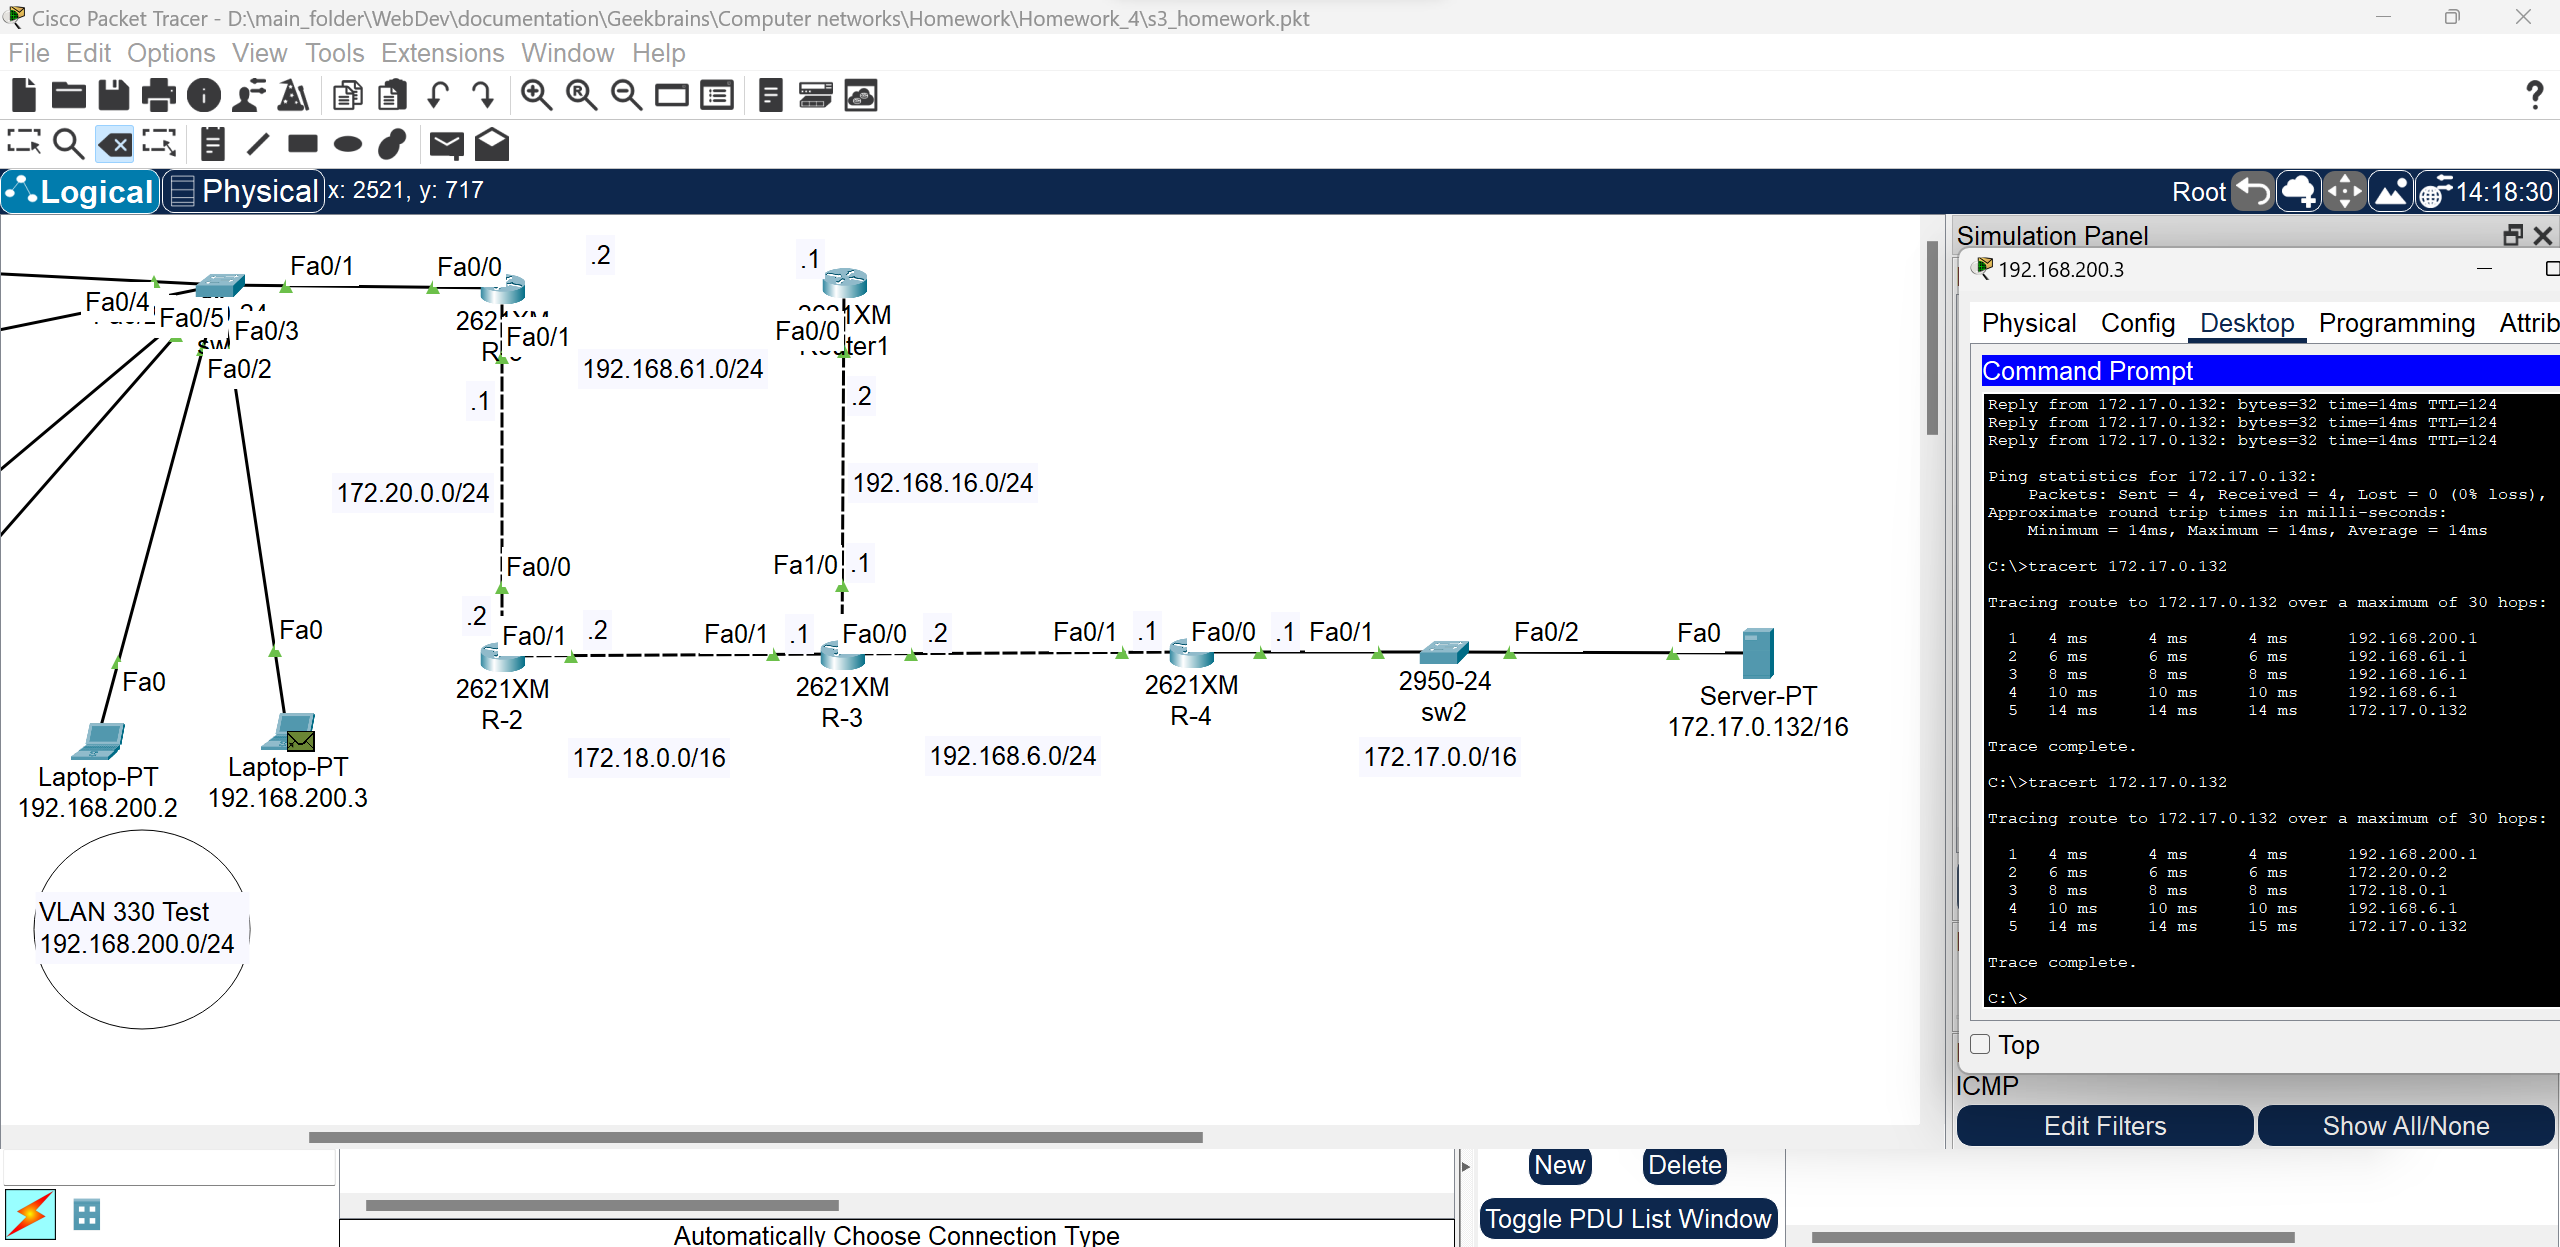 Cisco Packet Tracer - D:\main_folder\WebDev\documentation\Geekbrains\Computer networks\Homework\Homework_4\s3_homework.pkt
File Edit Options View Tools Extensions Window Help
Logical Physical x: 2521, y: 717
Root 14:18:30
.2
.1
Fa0/1 Fa0/0
Fa0/4
Fa0/5
Fa0/3
Fa0/2
Fa0/1
Fa0/0
192.168.61.0/24
.1
.2
172.20.0.0/24
192.168.16.0/24
Fa0/0
Fa1/0 .1
.2 Fa0/1 .2 Fa0/1 .1 Fa0/0 .2 Fa0/1 .1 Fa0/0 .1 Fa0/1 Fa0/2 Fa0
Fa0
Fa0
2621XM
R-2
2621XM
R-3
2621XM
R-4
2950-24
sw2
Server-PT
172.17.0.132/16
172.18.0.0/16
192.168.6.0/24
172.17.0.0/16
Laptop-PT
192.168.200.2
Laptop-PT
192.168.200.3
VLAN 330 Test
192.168.200.0/24
Simulation Panel
192.168.200.3
Physical Config Desktop Programming Attrib
Command Prompt
Reply from 172.17.0.132: bytes=32 time=14ms TTL=124
Reply from 172.17.0.132: bytes=32 time=14ms TTL=124
Reply from 172.17.0.132: bytes=32 time=14ms TTL=124
Ping statistics for 172.17.0.132:
Packets: Sent = 4, Received = 4, Lost = 0 (0% loss),
Approximate round trip times in milli-seconds:
Minimum = 14ms, Maximum = 14ms, Average = 14ms
C:\>tracert 172.17.0.132
Tracing route to 172.17.0.132 over a maximum of 30 hops:
1 4 ms 4 ms 4 ms 192.168.200.1
2 6 ms 6 ms 6 ms 192.168.61.1
3 8 ms 8 ms 8 ms 192.168.16.1
4 10 ms 10 ms 10 ms 192.168.6.1
5 14 ms 14 ms 14 ms 172.17.0.132
Trace complete.
C:\>tracert 172.17.0.132
Tracing route to 172.17.0.132 over a maximum of 30 hops:
1 4 ms 4 ms 4 ms 192.168.200.1
2 6 ms 6 ms 6 ms 172.20.0.2
3 8 ms 8 ms 8 ms 172.18.0.1
4 10 ms 10 ms 10 ms 192.168.6.1
5 14 ms 14 ms 15 ms 172.17.0.132
Trace complete.
C:\>
Top
ICMP
Edit Filters Show All/None
New Delete
Toggle PDU List Window
Automatically Choose Connection Type